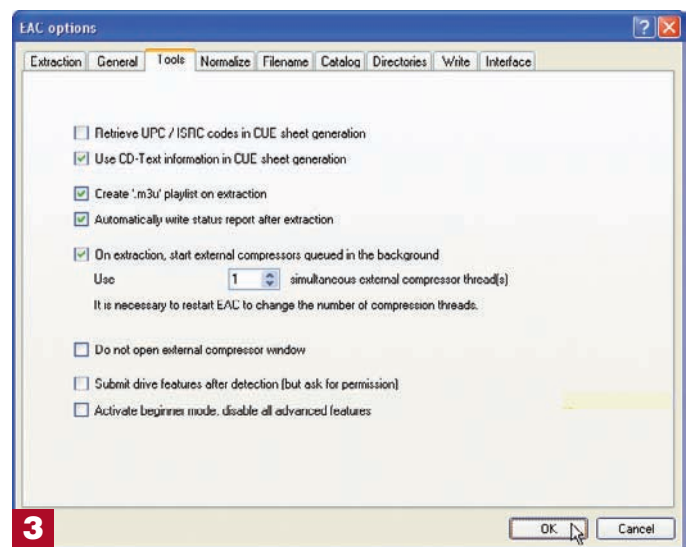 EAC options
Extraction General Tools Normalize Filename Catalog Directories Write Interface
Retrieve UPC / ISRC codes in CUE sheet generation
Use CD-Text information in CUE sheet generation
Create '.m3u' playlist on extraction
Automatically write status report after extraction
On extraction, start external compressors queued in the background
Use 1 simultaneous external compressor thread(s)
It is necessary to restart EAC to change the number of compression threads.
Do not open external compressor window
Submit drive features after detection (but ask for permission)
Activate beginner mode, disable all advanced features
3 OK Cancel